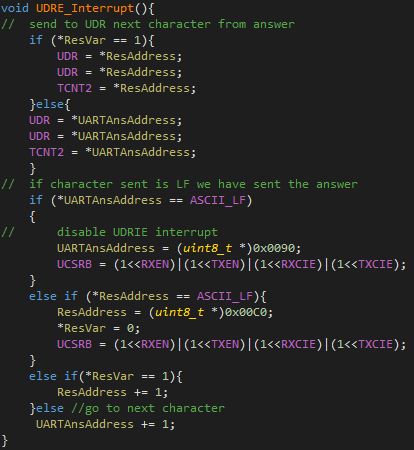 void UDRE_Interrupt(){
//  send to UDR next character from answer
    if (*ResVar == 1){
        UDR = *ResAddress;
        UDR = *ResAddress;
        TCNT2 = *ResAddress;
    }else{
    UDR = *UARTAnsAddress;
    UDR = *UARTAnsAddress;
    TCNT2 = *UARTAnsAddress;
    }
//  if character sent is LF we have sent the answer
    if (*UARTAnsAddress == ASCII_LF)
    {
//      disable UDRIE interrupt
        UARTAnsAddress = (uint8_t *)0x0090;
        UCSRB = (1<<RXEN)|(1<<TXEN)|(1<<RXCIE)|(1<<TXCIE);
    }
    else if (*ResAddress == ASCII_LF){
        ResAddress = (uint8_t *)0x00C0;
        *ResVar = 0;
        UCSRB = (1<<RXEN)|(1<<TXEN)|(1<<RXCIE)|(1<<TXCIE);
    }
    else if(*ResVar == 1){
        ResAddress += 1;
    }else //go to next character
     UARTAnsAddress += 1;
}